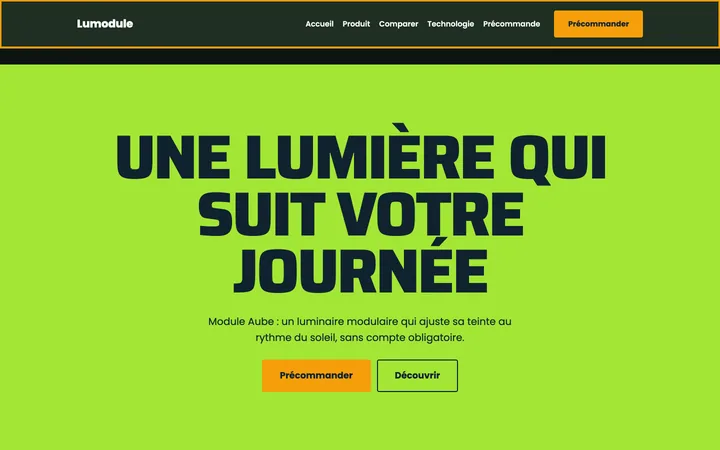 Lumodule
Accueil Produit Comparer Technologie Précommande Précommander
UNE LUMIÈRE QUI
SUIT VOTRE
JOURNÉE
Module Aube : un luminaire modulaire qui ajuste sa teinte au
rythme du soleil, sans compte obligatoire.
Précommander Découvrir